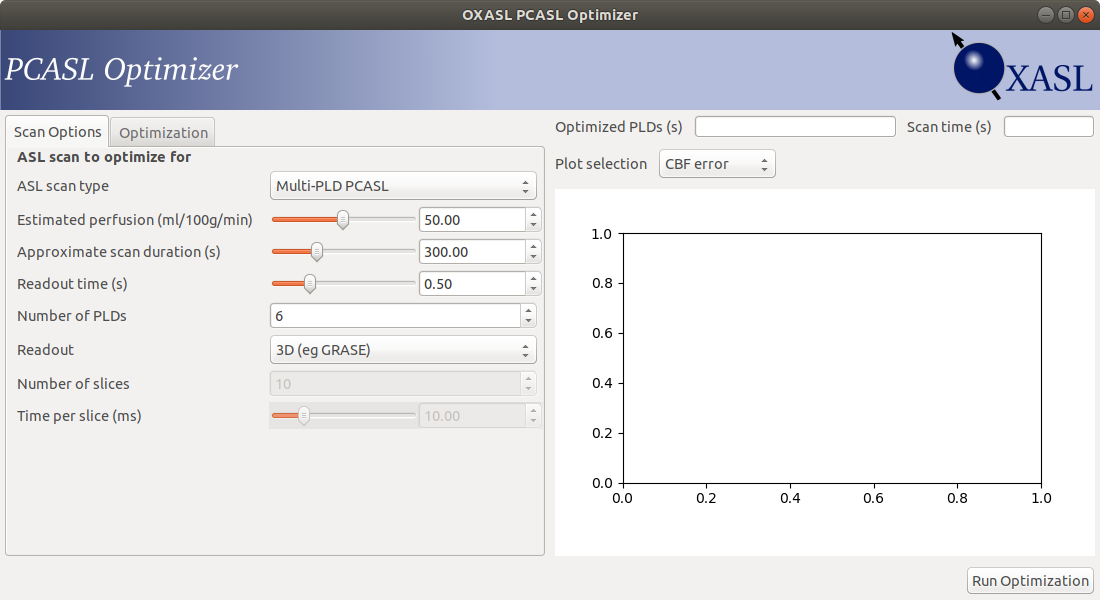 OXASL PCASL Optimizer
PCASL Optimizer
OXASL
Scan Options
Optimization
ASL scan to optimize for
ASL scan type
Multi-PLD PCASL
Estimated perfusion (ml/100g/min)
50.00
Approximate scan duration (s)
300.00
Readout time (s)
0.50
Number of PLDs
6
Readout
3D (eg GRASE)
Number of slices
10
Time per slice (ms)
10.00
Optimized PLDs (s)
Scan time (s)
Plot selection
CBF error
1.0
0.8
0.6
0.4
0.2
0.0
0.0 0.2 0.4 0.6 0.8 1.0
Run Optimization